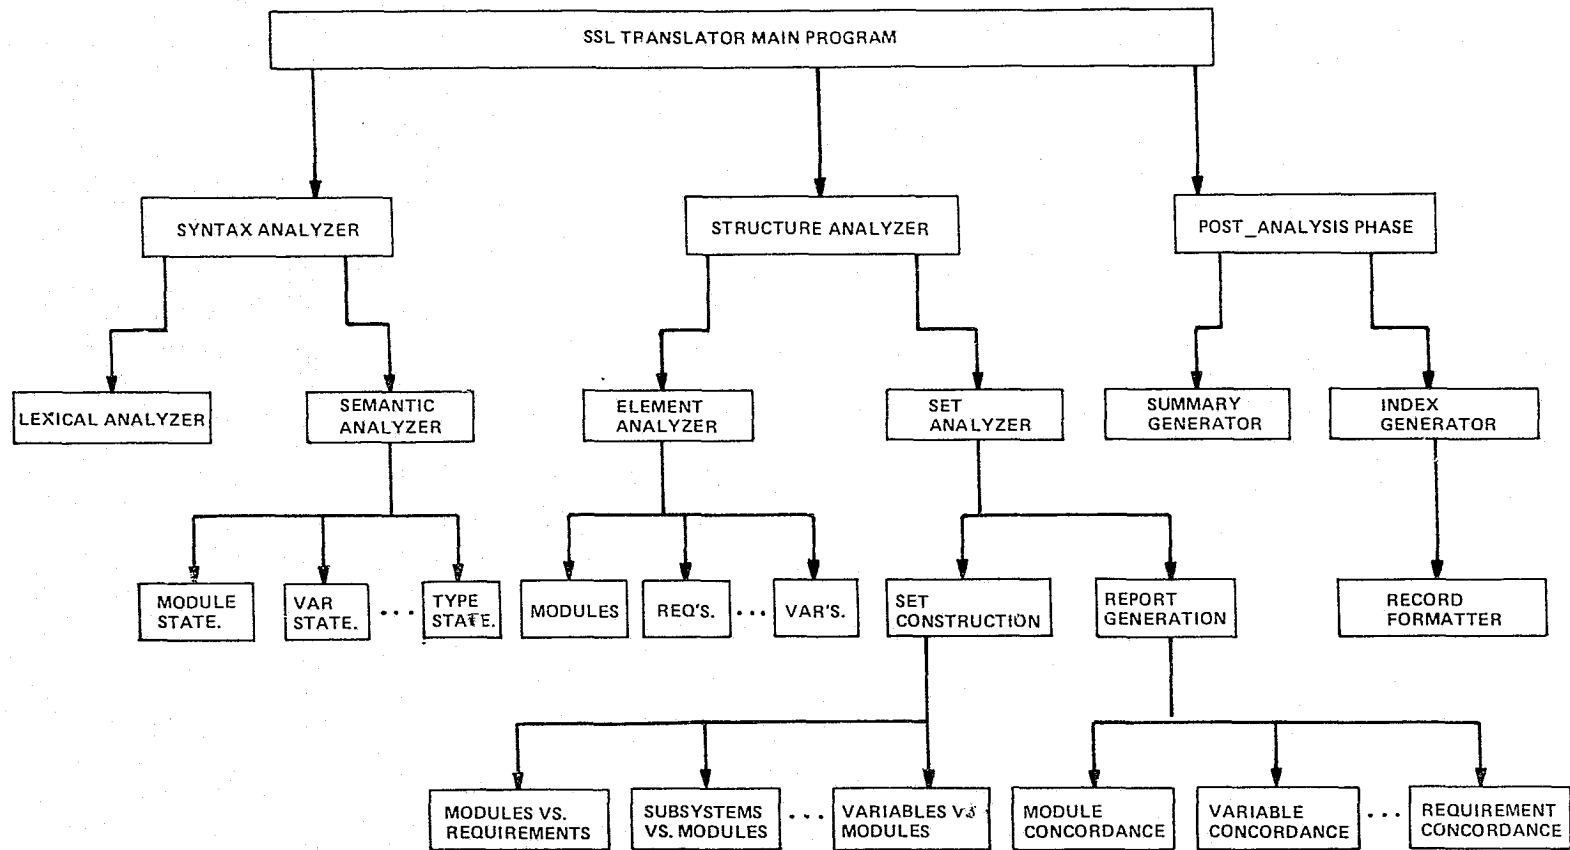 SSL TRANSLATOR MAIN PROGRAM
SYNTAX ANALYZER
STRUCTURE ANALYZER
POST_ANALYSIS PHASE
LEXICAL ANALYZER
SEMANTIC
ANALYZER
ELEMENT
ANALYZER
SET
ANALYZER
SUMMARY
GENERATOR
INDEX
GENERATOR
MODULE
STATE.
VAR
STATE.
...
TYPE
STATE.
MODULES
REQ'S.
...
VAR'S.
SET
CONSTRUCTION
REPORT
GENERATION
RECORD
FORMATTER
MODULES VS.
REQUIREMENTS
SUBSYSTEMS
VS. MODULES
...
VARIABLES VS
MODULES
MODULE
CONCORDANCE
VARIABLE
CONCORDANCE
...
REQUIREMENT
CONCORDANCE